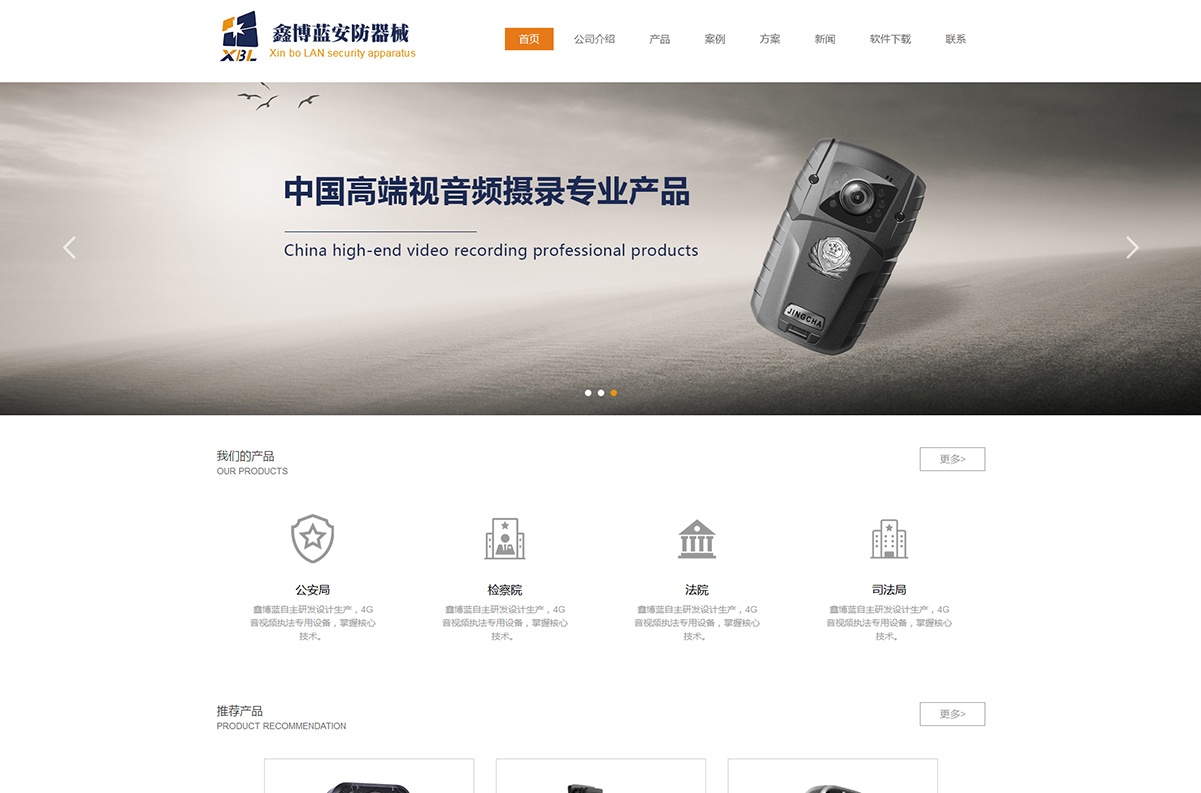 鑫博蓝安防器械
XBL
Xin bo LAN security apparatus
首页 公司介绍 产品 案例 方案 新闻 软件下载 联系
中国高端视音频摄录专业产品
China high-end video recording professional products
JINGCHA
我们的产品
OUR PRODUCTS
更多>
公安局 检察院 法院 司法局
鑫博蓝自主研发设计生产，4G
音视频执法专用设备，掌握核心
技术。
鑫博蓝自主研发设计生产，4G
音视频执法专用设备，掌握核心
技术。
鑫博蓝自主研发设计生产，4G
音视频执法专用设备，掌握核心
技术。
鑫博蓝自主研发设计生产，4G
音视频执法专用设备，掌握核心
技术。
推荐产品
PRODUCT RECOMMENDATION
更多>